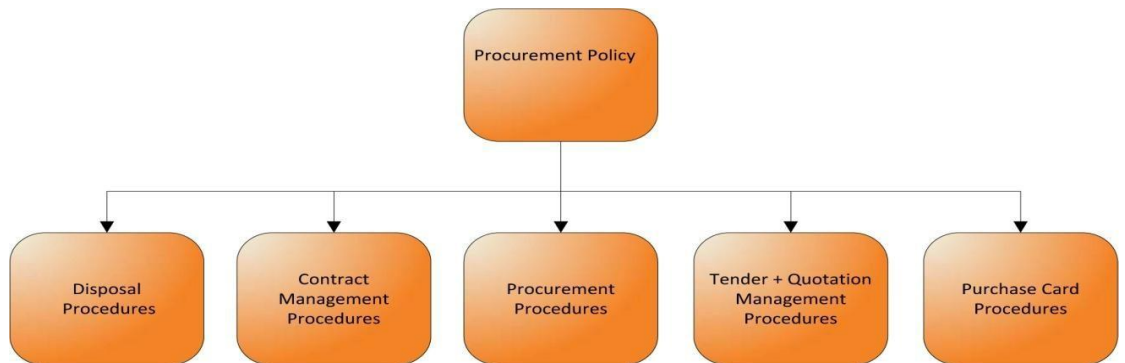 Procurement Policy
Disposal
Procedures
Contract
Management
Procedures
Procurement
Procedures
Tender + Quotation
Management
Procedures
Purchase Card
Procedures